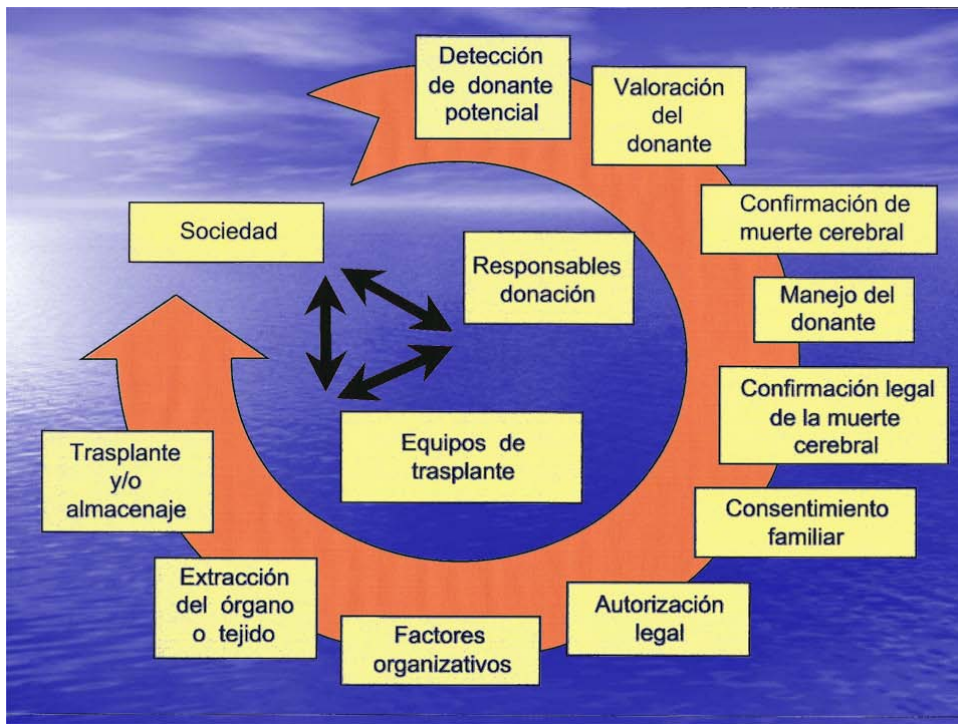 Detección
de donante
potencial
Valoración
del
donante
Confirmación de
muerte cerebral
Manejo del
donante
Confirmación legal
de la muerte
cerebral
Consentimiento
familiar
Autorización
legal
Factores
organizativos
Extracción
del órgano
o tejido
Trasplante
y/o
almacenaje
Sociedad
Responsables
donación
Equipos de
trasplante